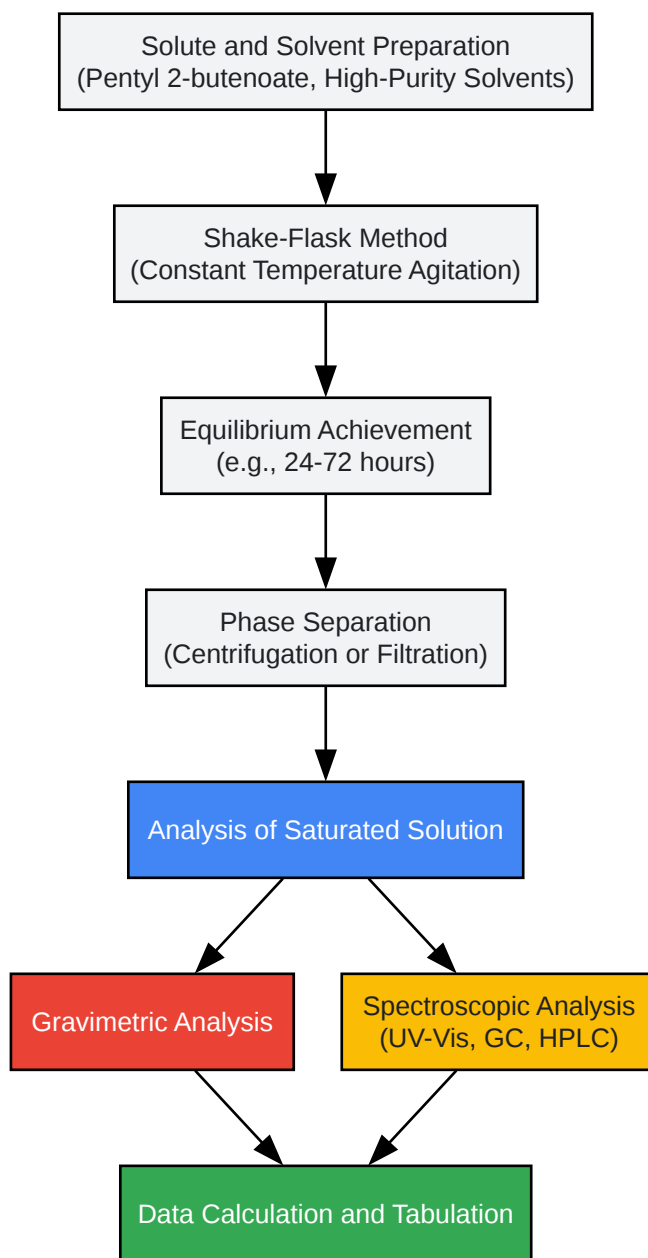 Solute and Solvent Preparation
(Pentyl 2-butenoate, High-Purity Solvents)
Shake-Flask Method
(Constant Temperature Agitation)
Equilibrium Achievement
(e.g., 24-72 hours)
Phase Separation
(Centrifugation or Filtration)
Analysis of Saturated Solution
Gravimetric Analysis
Spectroscopic Analysis
(UV-Vis, GC, HPLC)
Data Calculation and Tabulation